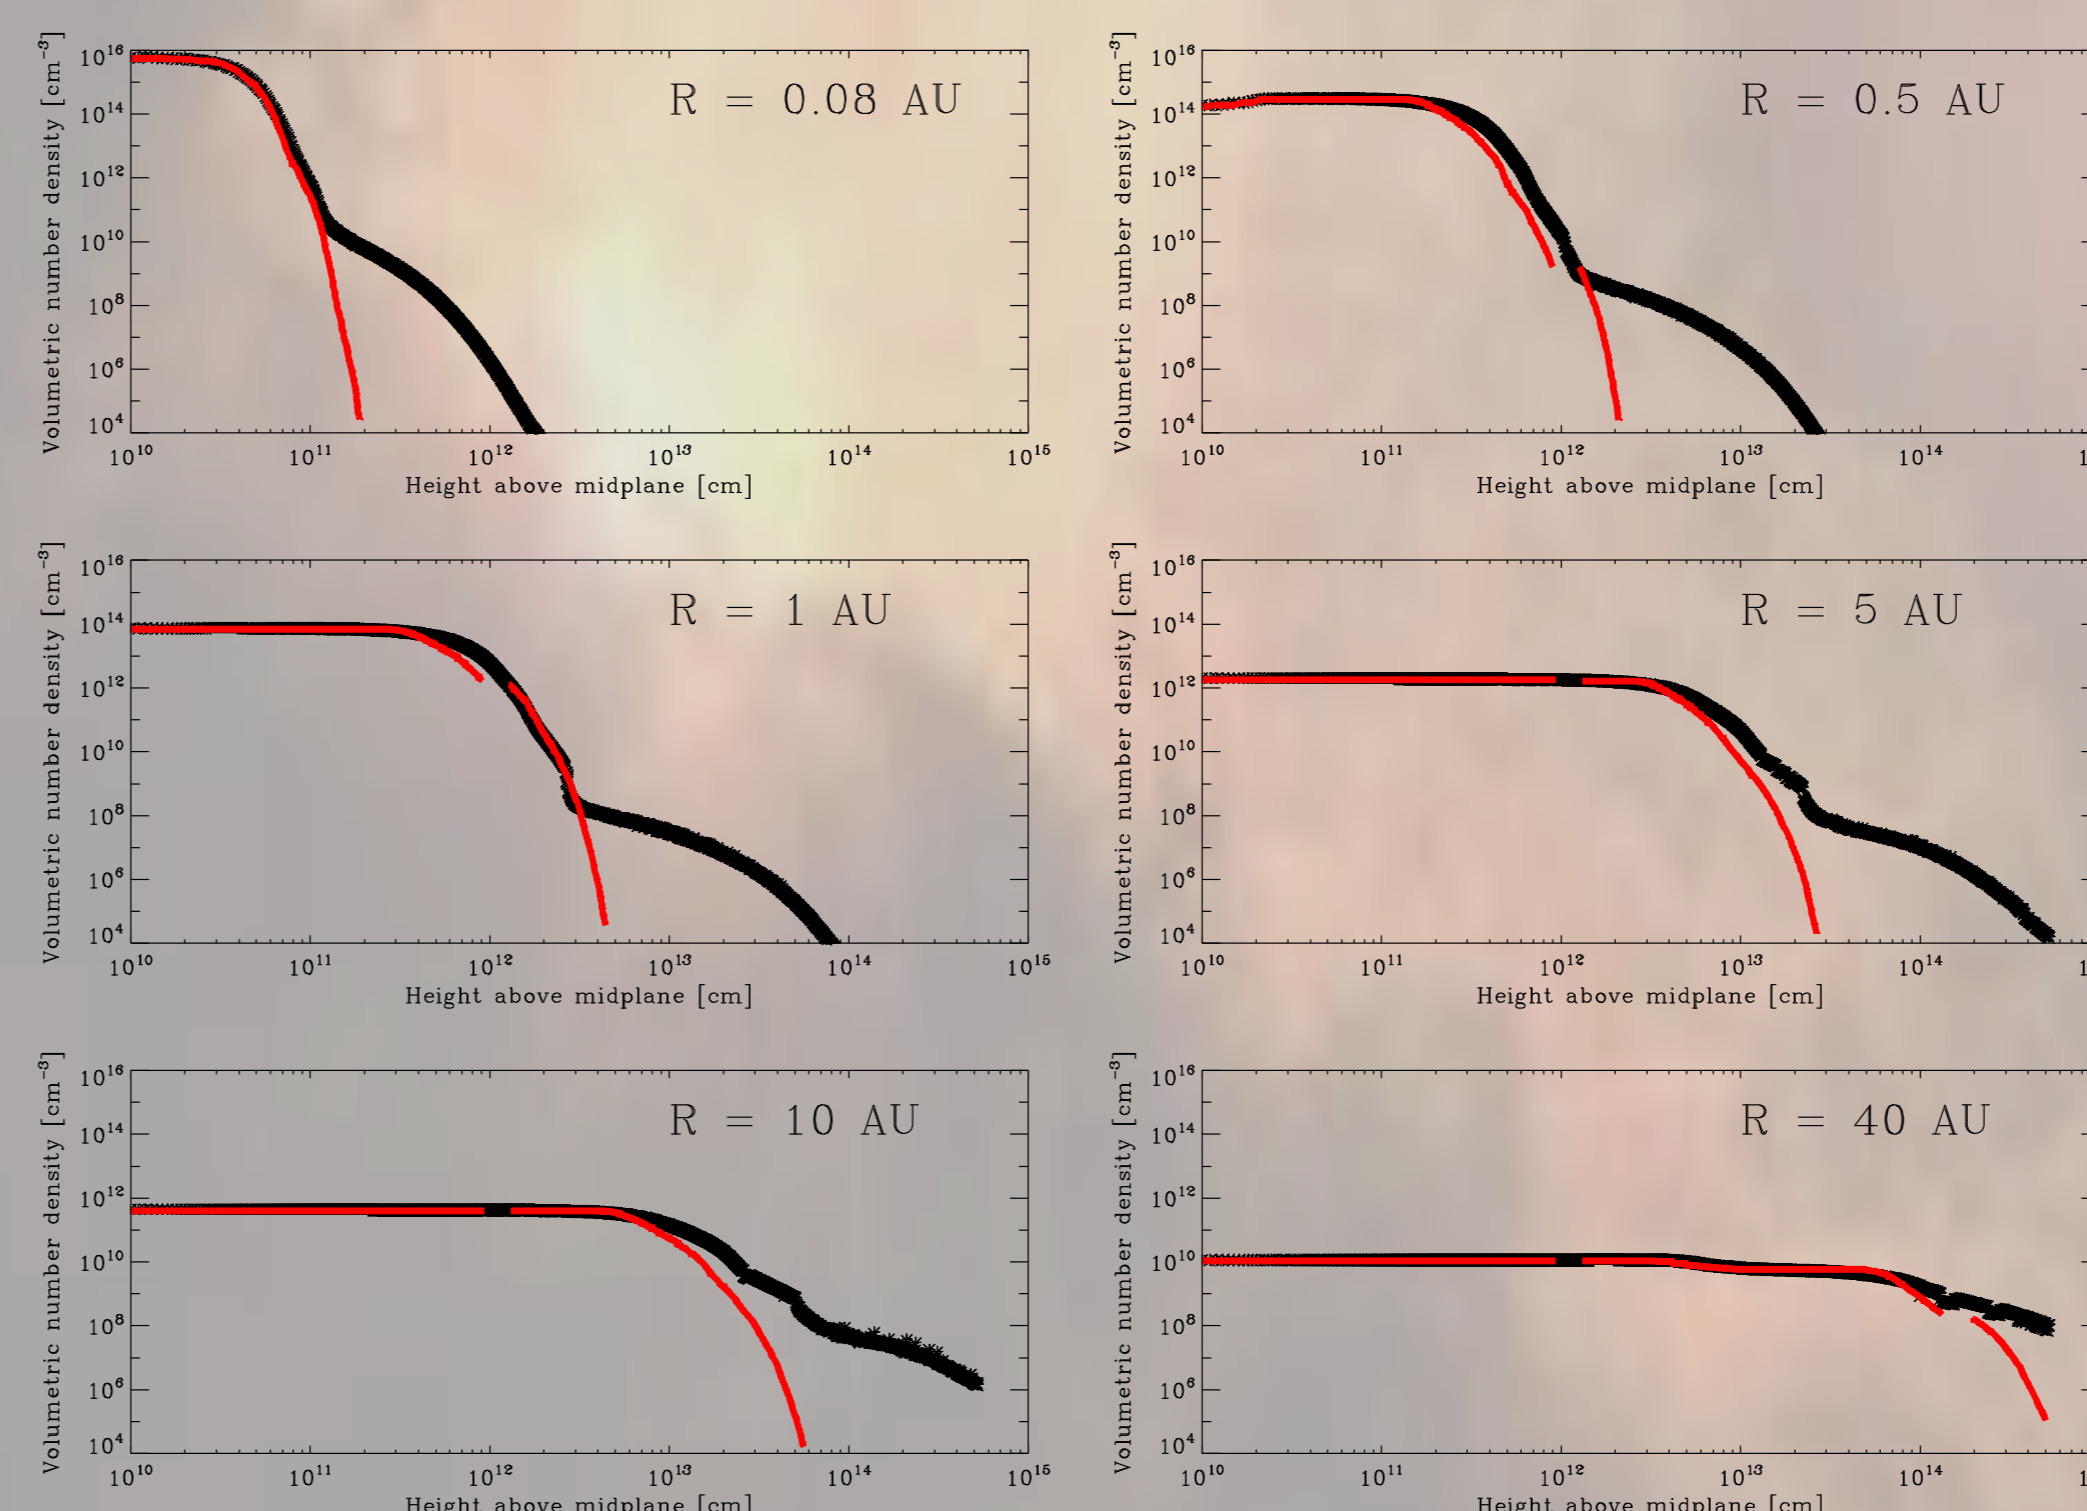 Volumetric number density [cm⁻³]
10¹⁶
10¹⁴
10¹²
10¹⁰
10⁸
10⁶
10⁴
R = 0.08 AU
10¹⁰ 10¹¹ 10¹² 10¹³ 10¹⁴ 10¹⁵
Height above midplane [cm]
Volumetric number density [cm⁻³]
10¹⁶
10¹⁴
10¹²
10¹⁰
10⁸
10⁶
10⁴
R = 0.5 AU
10¹⁰ 10¹¹ 10¹² 10¹³ 10¹⁴
Height above midplane [cm]
Volumetric number density [cm⁻³]
10¹⁶
10¹⁴
10¹²
10¹⁰
10⁸
10⁶
10⁴
R = 1 AU
10¹⁰ 10¹¹ 10¹² 10¹³ 10¹⁴ 10¹⁵
Height above midplane [cm]
Volumetric number density [cm⁻³]
10¹⁶
10¹⁴
10¹²
10¹⁰
10⁸
10⁶
10⁴
R = 5 AU
10¹⁰ 10¹¹ 10¹² 10¹³ 10¹⁴
Height above midplane [cm]
Volumetric number density [cm⁻³]
10¹⁶
10¹⁴
10¹²
10¹⁰
10⁸
10⁶
10⁴
R = 10 AU
10¹⁰ 10¹¹ 10¹² 10¹³ 10¹⁴ 10¹⁵
Height above midplane [cm]
Volumetric number density [cm⁻³]
10¹⁶
10¹⁴
10¹²
10¹⁰
10⁸
10⁶
10⁴
R = 40 AU
10¹⁰ 10¹¹ 10¹² 10¹³ 10¹⁴
Height above midplane [cm]